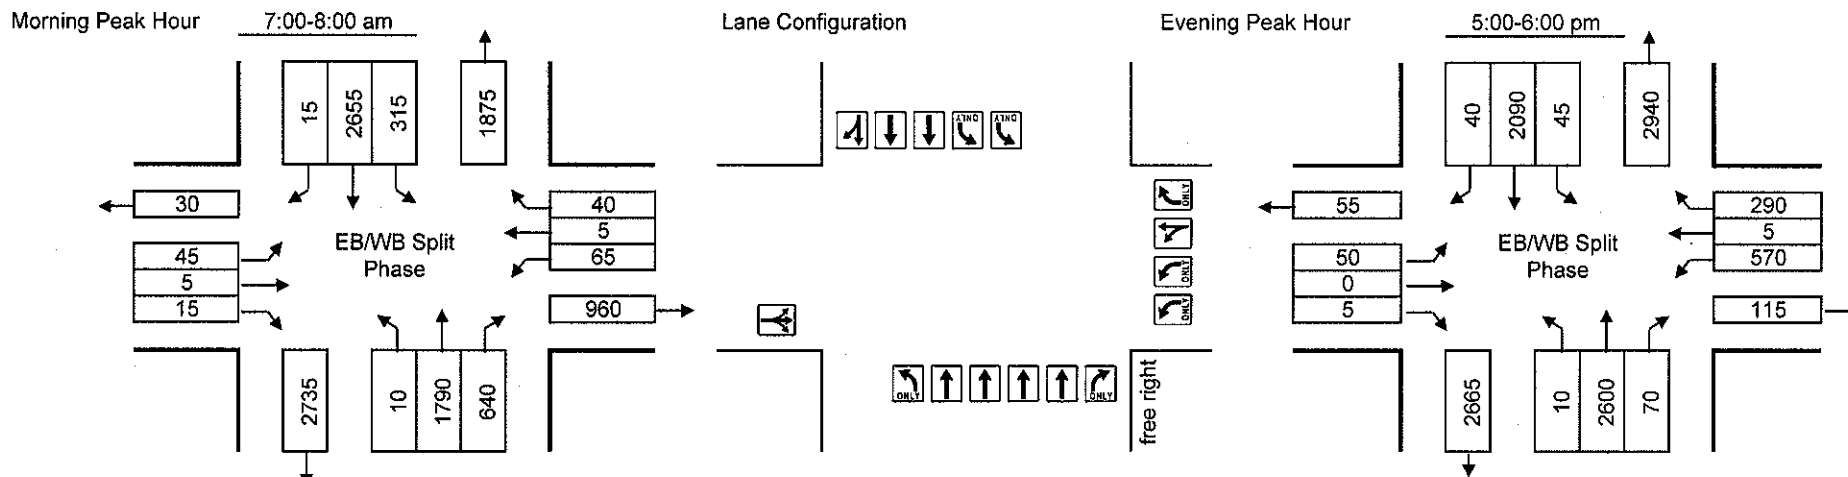 Morning Peak Hour 7:00-8:00 am
15 2655 315 1875
30
40
5
65
EB/WB Split
Phase
45
5
15
960
2735
10 1790 640
Lane Configuration
ONLY ONLY
ONLY
ONLY
ONLY
ONLY ONLY
free right
Evening Peak Hour 5:00-6:00 pm
40 2090 45 2940
55
290
5
570
EB/WB Split
Phase
50
0
5
115
2665
10 2600 70